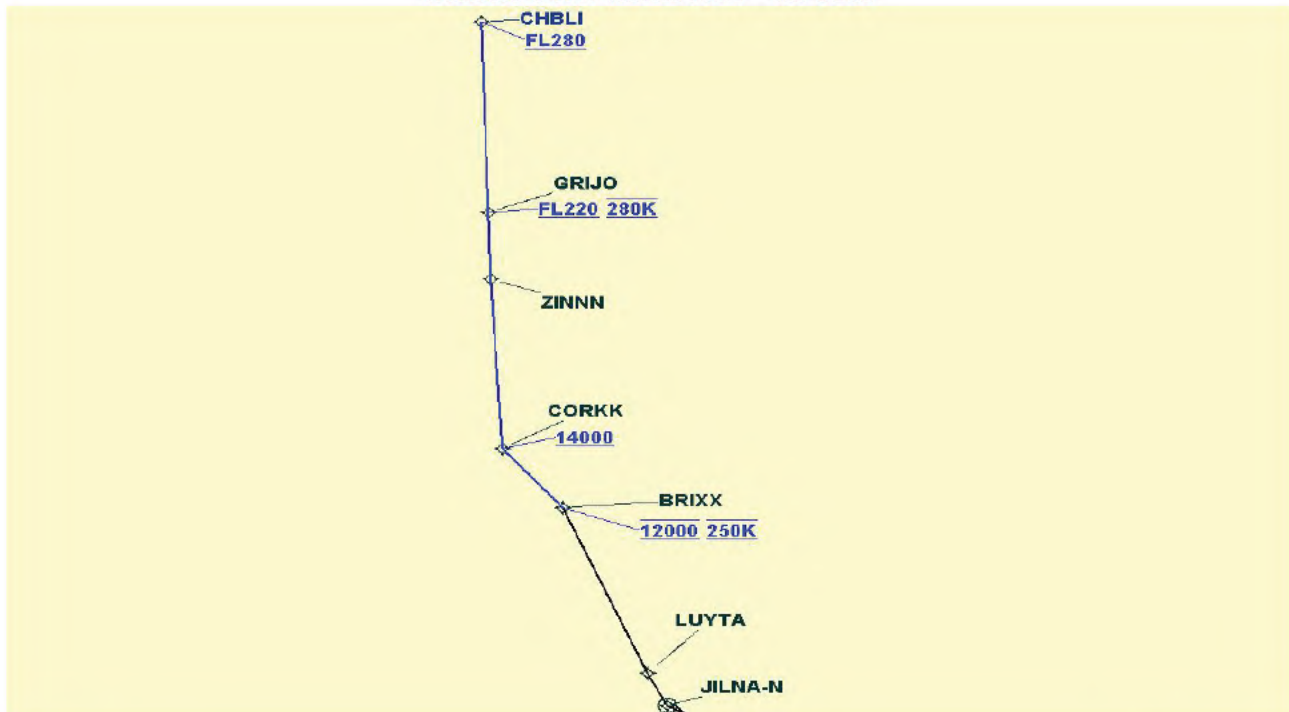 CHBLI
FL280
GRIJO
FL220 280K
ZINNN
CORKK
14000
BRIXX
12000 250K
LUYTA
JILNA-N